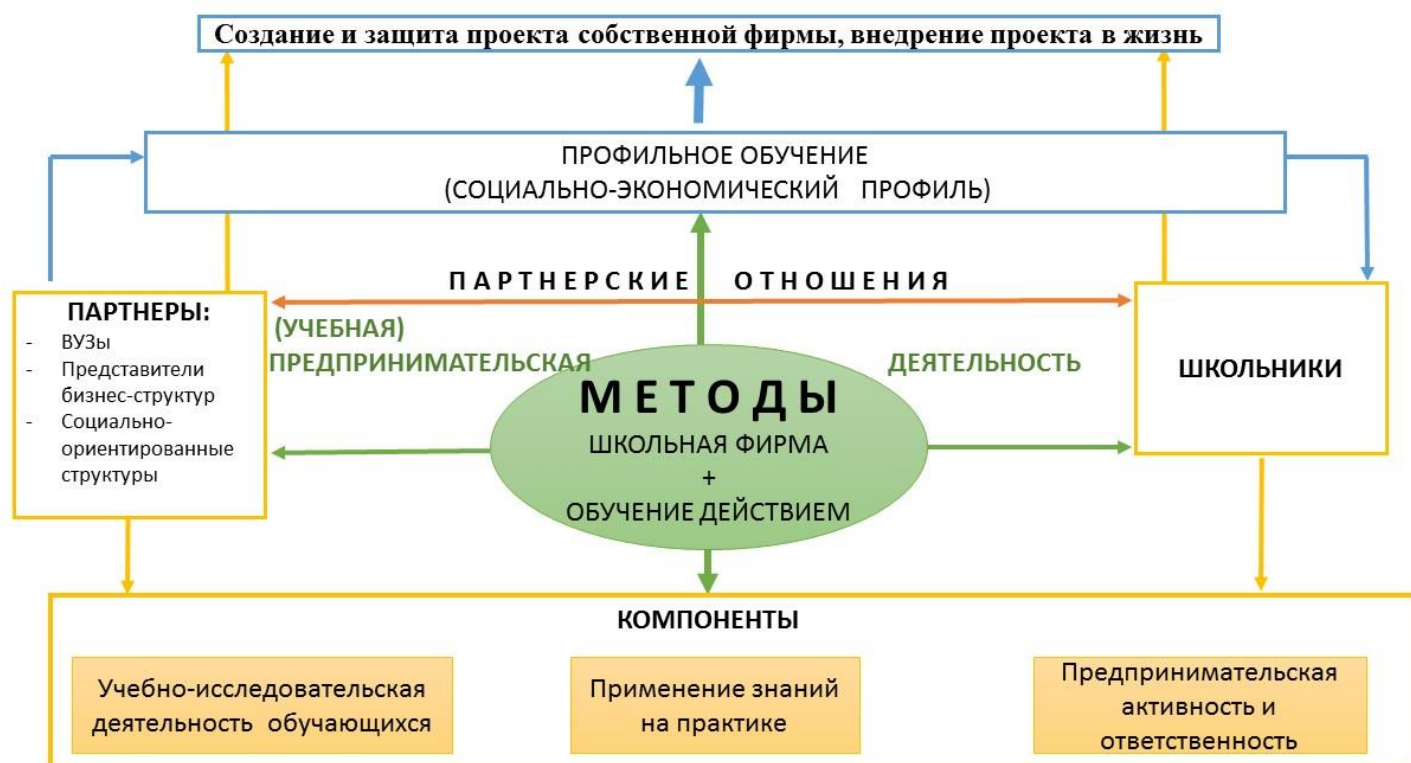 Создание и защита проекта собственной фирмы, внедрение проекта в жизнь
ПРОФИЛЬНОЕ ОБУЧЕНИЕ
(СОЦИАЛЬНО-ЭКОНОМИЧЕСКИЙ ПРОФИЛЬ)
ПАРТНЕРСКИЕ ОТНОШЕНИЯ
ПАРТНЕРЫ:
- ВУЗы
- Представители
бизнес-структур
- Социально-
ориентированные
структуры
(УЧЕБНАЯ)
ПРЕДПРИНИМАТЕЛЬСКАЯ ДЕЯТЕЛЬНОСТЬ
МЕТОДЫ
ШКОЛЬНАЯ ФИРМА
+
ОБУЧЕНИЕ ДЕЙСТВИЕМ
ШКОЛЬНИКИ
КОМПОНЕНТЫ
Учебно-исследовательская
деятельность обучающихся
Применение знаний
на практике
Предпринимательская
активность и
ответственность